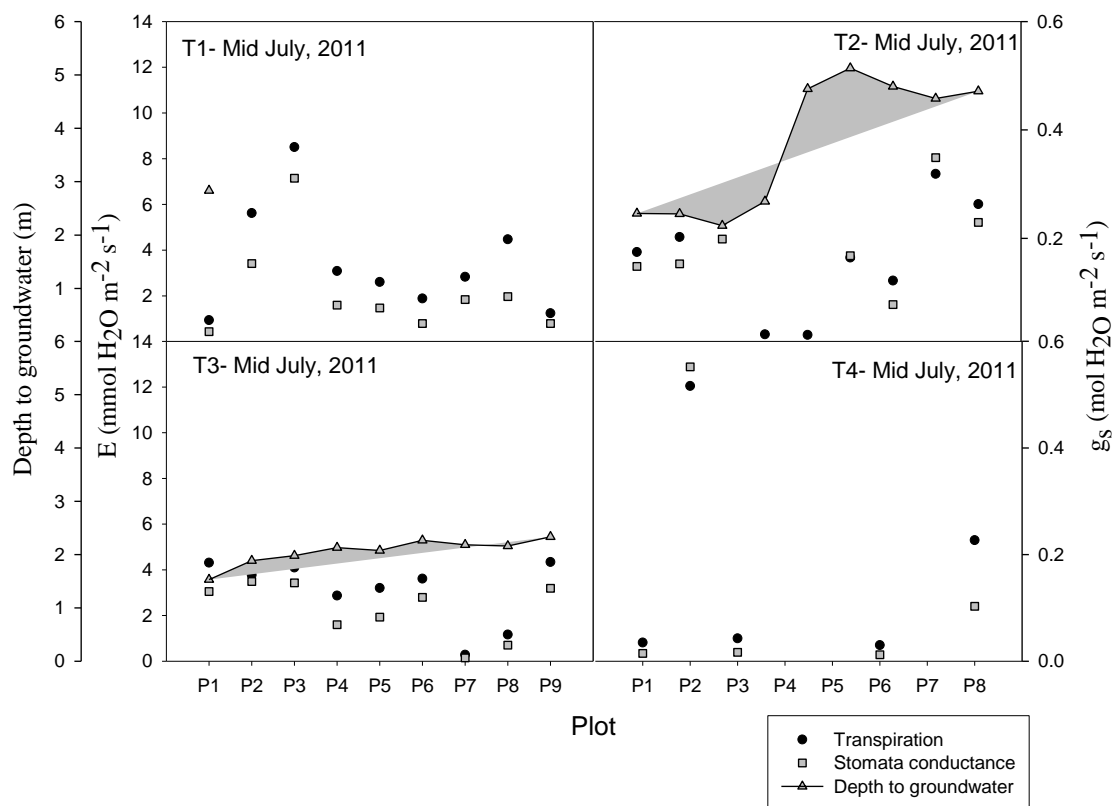 6
5
4
3
2
1
6
5
4
3
2
1
0
Depth to groundwater (m)
14
12
10
8
6
4
2
14
12
10
8
6
4
2
0
E (mmol H2O m-2 s-1)
T1- Mid July, 2011
T2- Mid July, 2011
T3- Mid July, 2011
T4- Mid July, 2011
0.6
0.4
0.2
0.6
0.4
0.2
0.0
gs (mol H2O m-2 s-1)
P1 P2 P3 P4 P5 P6 P7 P8 P9
P1 P2 P3 P4 P5 P6 P7 P8
Plot
Transpiration
Stomata conductance
Depth to groundwater